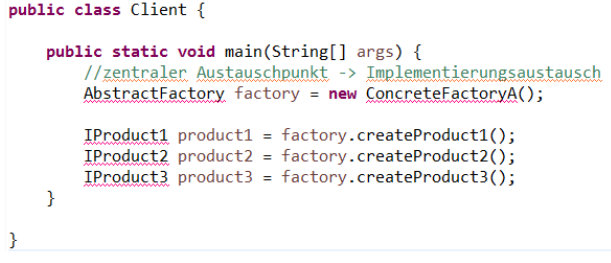 public class Client {
public static void main(String[] args) {
//zentraler Austauschpunkt -> Implementierungsaustausch
AbstractFactory factory = new ConcreteFactoryA();
IProduct1 product1 = factory.createProduct1();
IProduct2 product2 = factory.createProduct2();
IProduct3 product3 = factory.createProduct3();
}
}